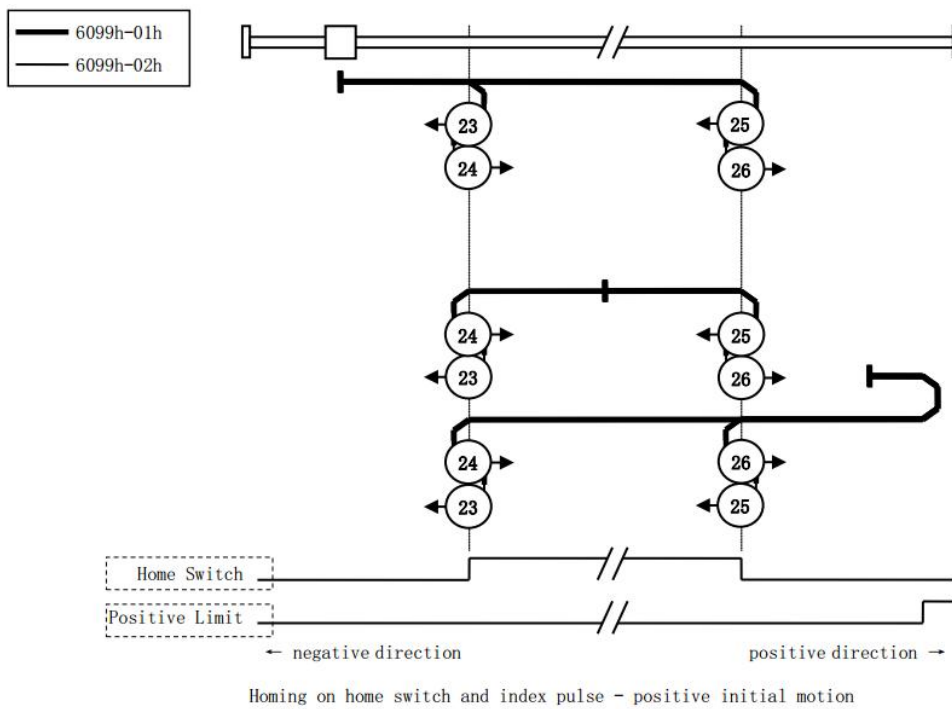 6099h-01h
6099h-02h
23
25
24
26
24
25
23
26
24
26
23
25
Home Switch
Positive Limit
← negative direction
positive direction →
Homing on home switch and index pulse – positive initial motion